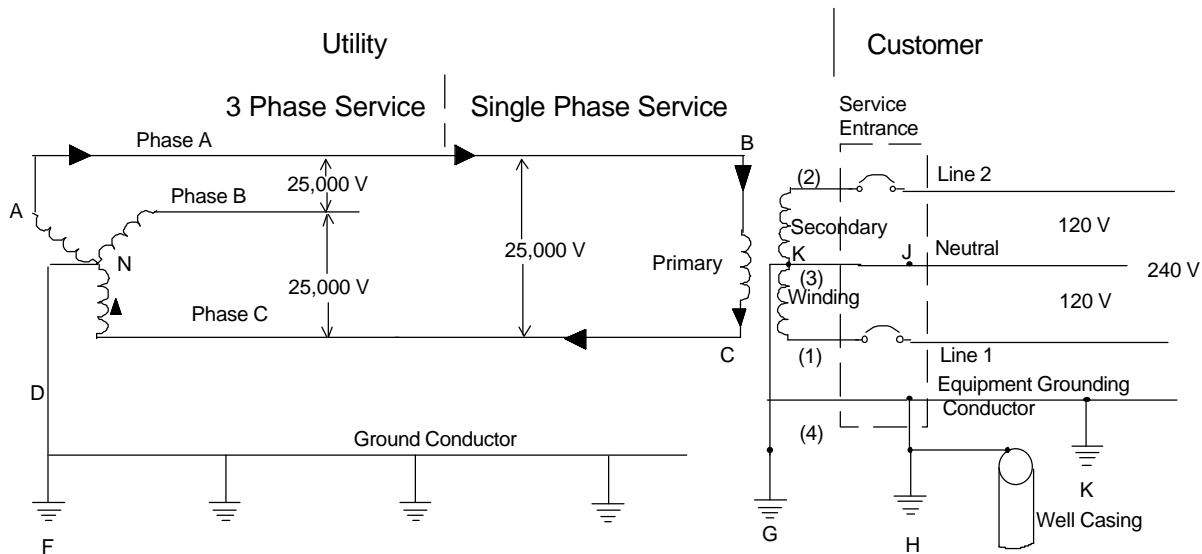 Utility
Customer
3 Phase Service
Single Phase Service
Service
Entrance
Phase A
B
(2)
Line 2
25,000 V
Phase B
A
120 V
Secondary
25,000 V
N
Primary
K
J
Neutral
(3)
240 V
25,000 V
Winding
120 V
Phase C
C
(1)
Line 1
D
Equipment Grounding
Conductor
Ground Conductor
(4)
K
G
Well Casing
F
H